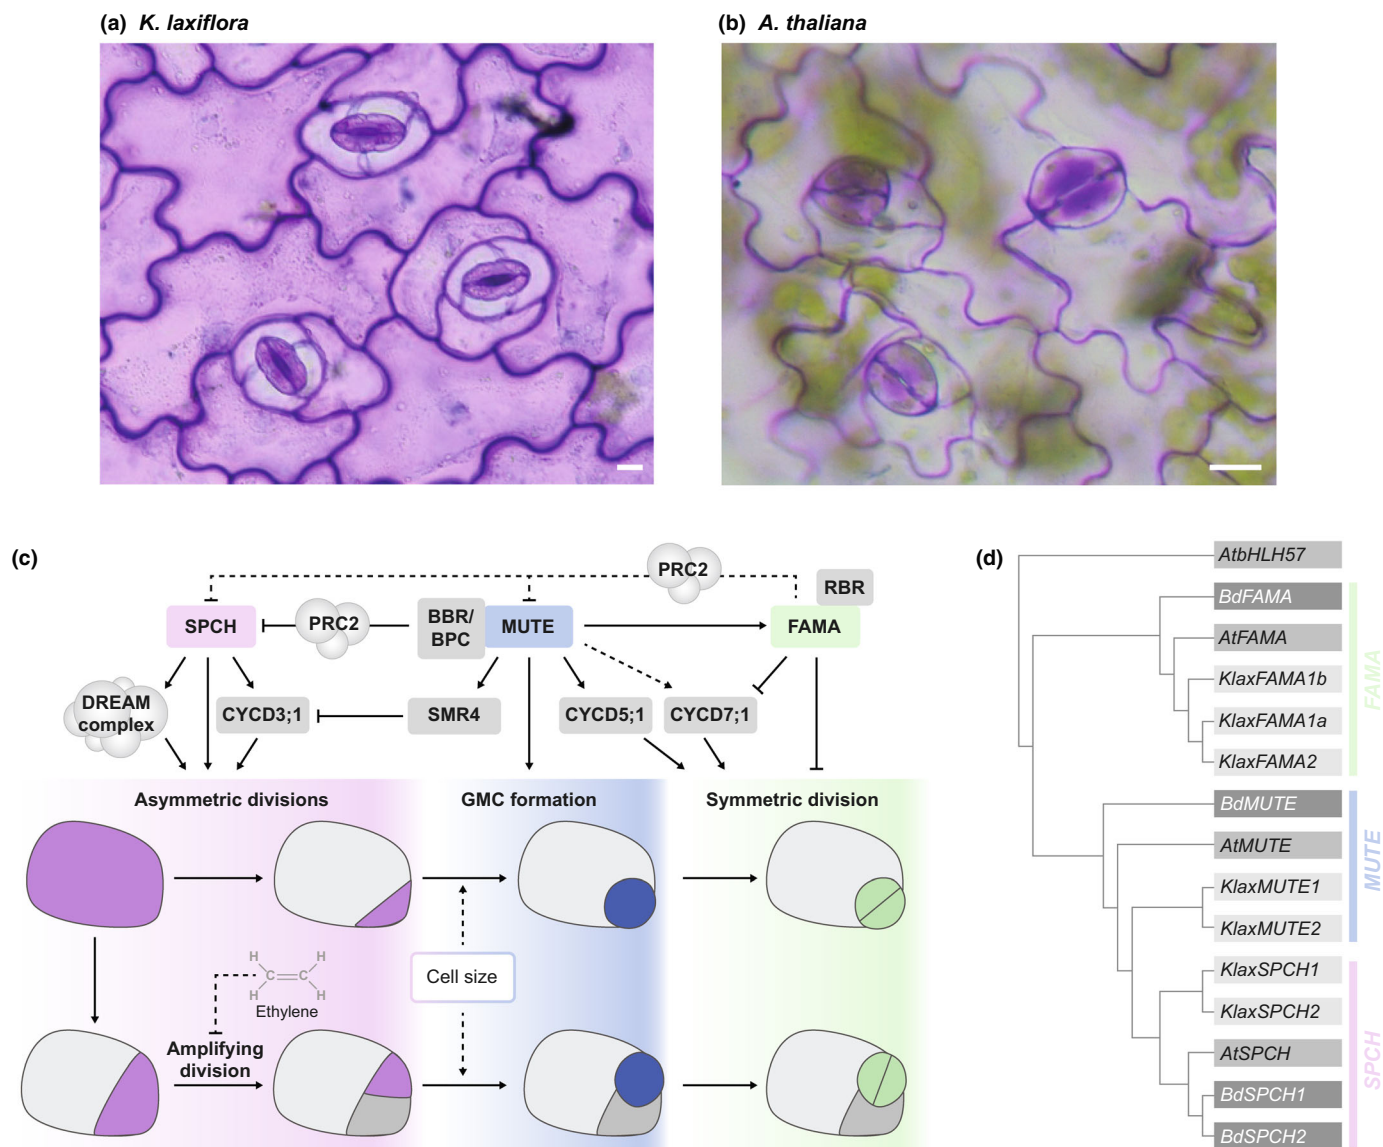 (a) K. laxiflora
(b) A. thaliana
(c)
PRC2
RBR
SPCH
PRC2
BBR/
BPC
MUTE
FAMA
DREAM
complex
CYCD3;1
SMR4
CYCD5;1
CYCD7;1
Asymmetric divisions
GMC formation
Symmetric division
H
H
C
C
H
H
Ethylene
Cell size
Amplifying
division
(d)
AtbHLH57
BdFAMA
AtFAMA
KlaxFAMA1b
KlaxFAMA1a
KlaxFAMA2
FAMA
BdMUTE
AtMUTE
KlaxMUTE1
KlaxMUTE2
MUTE
KlaxSPCH1
KlaxSPCH2
AtSPCH
BdSPCH1
BdSPCH2
SPCH